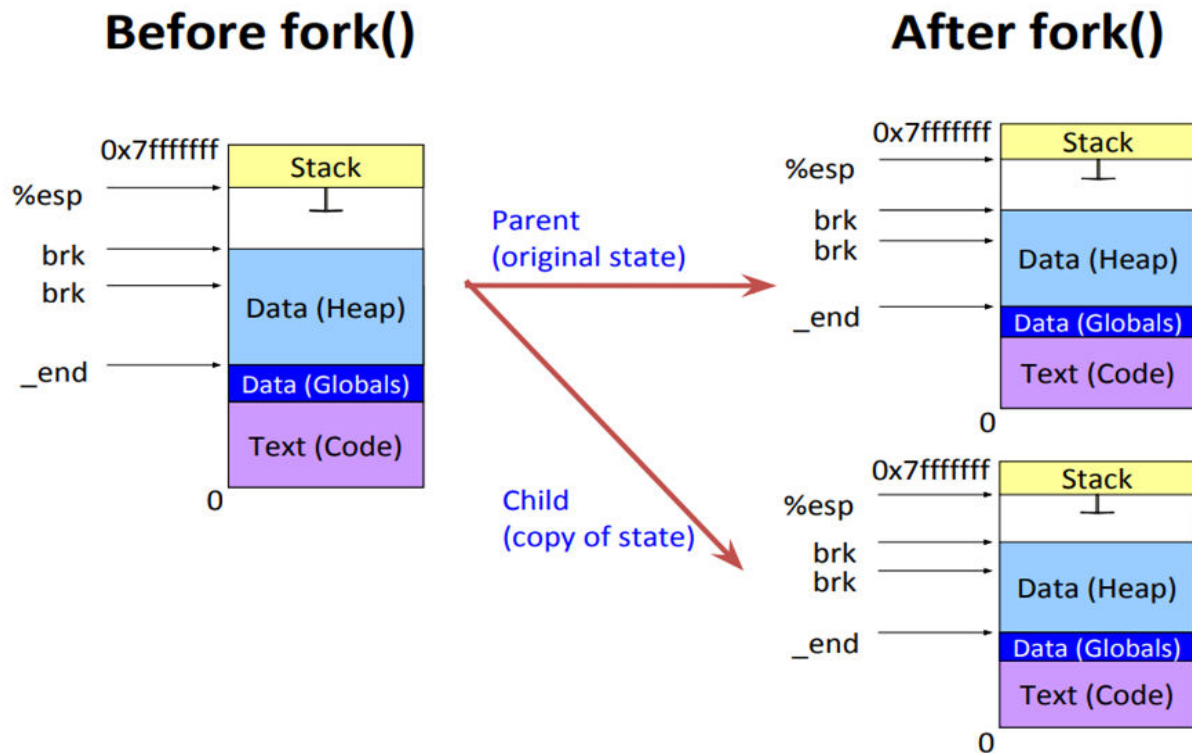 Before fork()
0x7fffffff
Stack
%esp
brk
brk
Data (Heap)
_end
Data (Globals)
Text (Code)
0
Parent
(original state)
Child
(copy of state)
After fork()
0x7fffffff
Stack
%esp
brk
brk
Data (Heap)
_end
Data (Globals)
Text (Code)
0
0x7fffffff
Stack
%esp
brk
brk
Data (Heap)
_end
Data (Globals)
Text (Code)
0